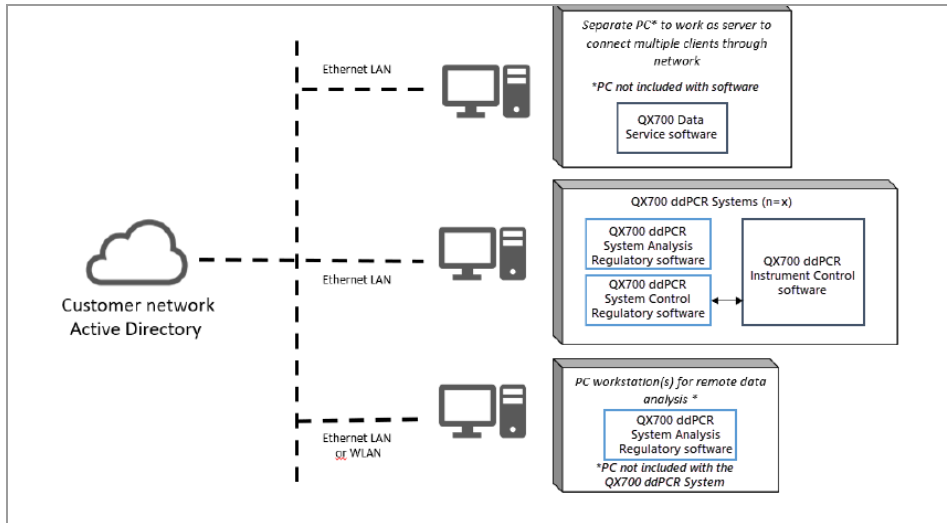 Separate PC* to work as server to
connect multiple clients through
network
*PC not included with software
QX700 Data
Service software
Ethernet LAN
QX700 ddPCR Systems (n=x)
QX700 ddPCR
System Analysis
Regulatory software
QX700 ddPCR
System Control
Regulatory software
QX700 ddPCR
Instrument Control
software
Ethernet LAN
Customer network
Active Directory
PC workstation(s) for remote data
analysis *
QX700 ddPCR
System Analysis
Regulatory software
*PC not included with the
QX700 ddPCR System
Ethernet LAN
or WLAN